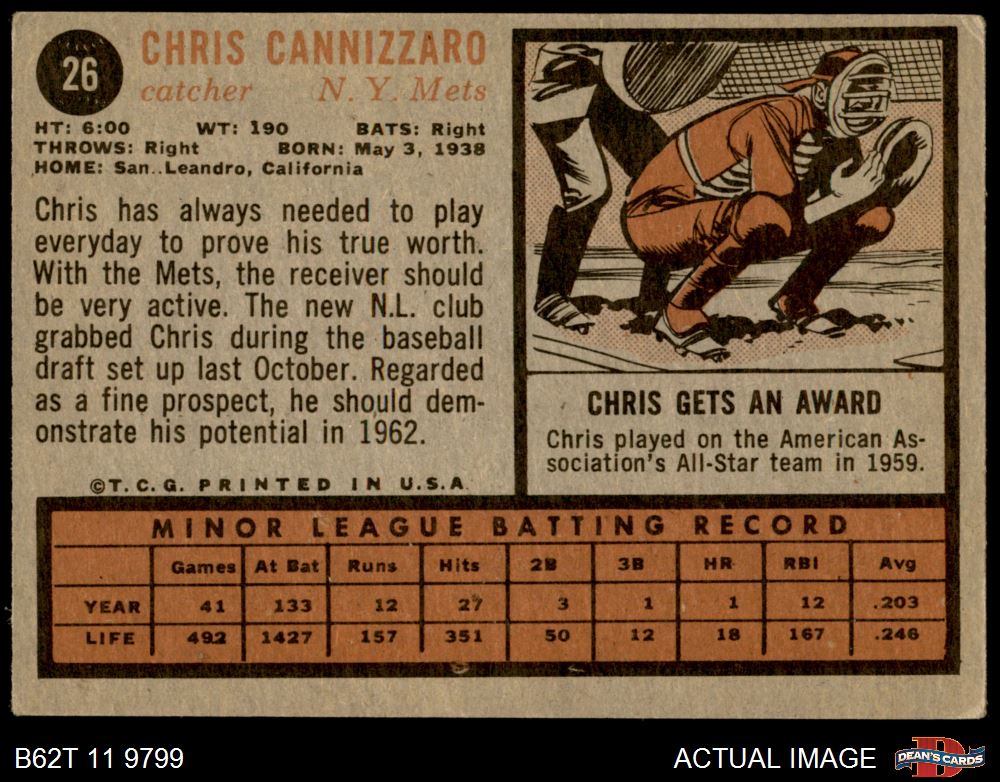 26
CHRIS CANNIZZARO
catcher N. Y. Mets
HT: 6:00 WT: 190 BATS: Right
THROWS: Right BORN: May 3, 1938
HOME: San..Leandro, California
Chris has always needed to play
everyday to prove his true worth.
With the Mets, the receiver should
be very active. The new N.L. club
grabbed Chris during the baseball
draft set up last October. Regarded
as a fine prospect, he should dem-
onstrate his potential in 1962.
©T. C. G. PRINTED IN U.S.A.
CHRIS GETS AN AWARD
Chris played on the American As-
sociation's All-Star team in 1959.
MINOR LEAGUE BATTING RECORD
Games At Bat Runs Hits 2B 3B HR RBI Avg
YEAR 41 133 12 27 3 1 1 12 .203
LIFE 492 1427 157 351 50 12 18 167 .246
B62T 11 9799
ACTUAL IMAGE
D
DEAN'S CARDS